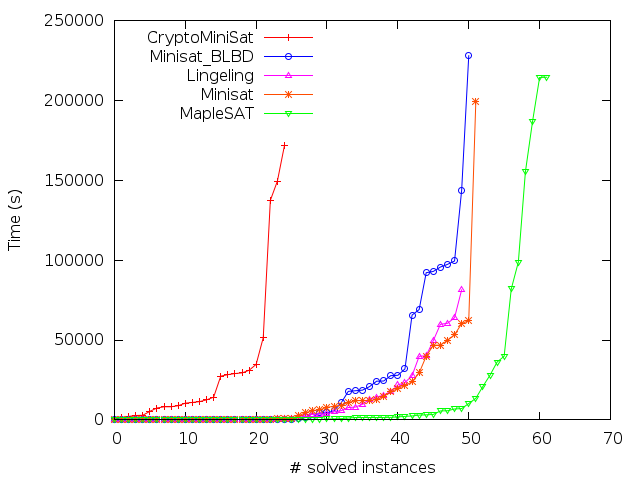 250000
200000
150000
100000
50000
0
Time (s)
CryptoMiniSat
Minisat_BLBD
Lingeling
Minisat
MapleSAT
0 10 20 30 40 50 60 70
# solved instances